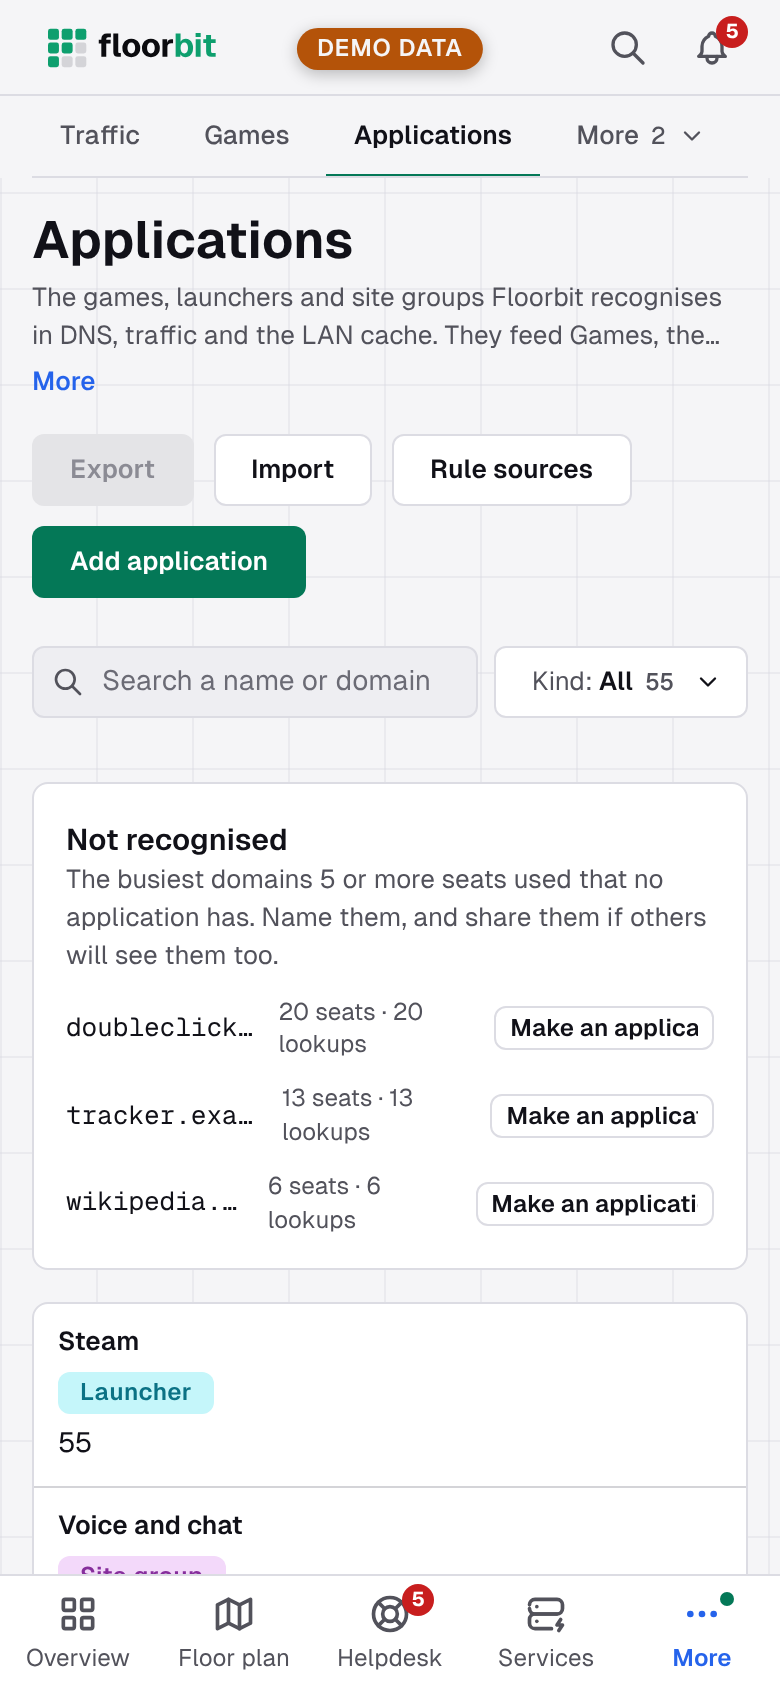 floorbit
DEMO DATA
5
Traffic
Games
Applications
More 2
Applications
The games, launchers and site groups Floorbit recognises
in DNS, traffic and the LAN cache. They feed Games, the…
More
Export
Import
Rule sources
Add application
Search a name or domain
Kind: All 55
Not recognised
The busiest domains 5 or more seats used that no
application has. Name them, and share them if others
will see them too.
doubleclick…
20 seats · 20
lookups
Make an applica
tracker.exa…
13 seats · 13
lookups
Make an applica
wikipedia.…
6 seats · 6
lookups
Make an applicati
Steam
Launcher
55
Voice and chat
Site group
Overview
Floor plan
5
Helpdesk
Services
More